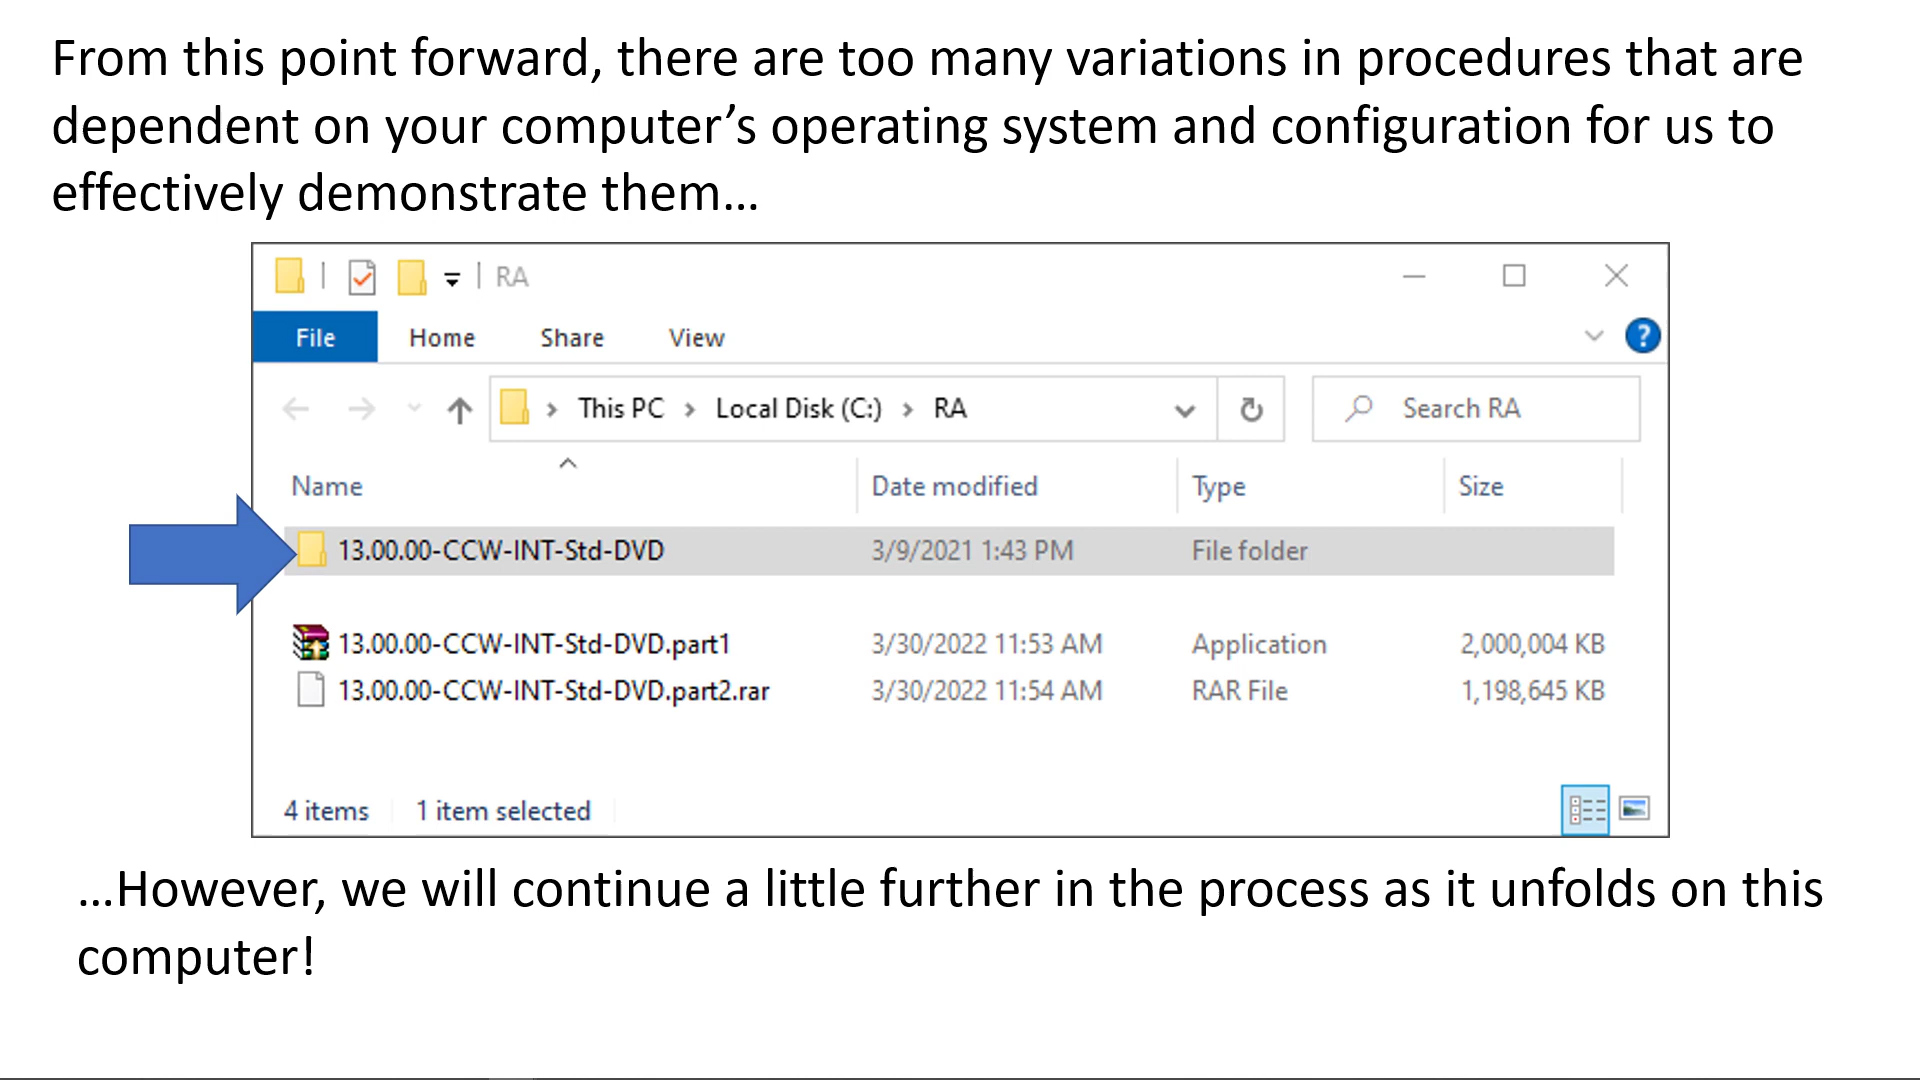 From this point forward, there are too many variations in procedures that are
dependent on your computer’s operating system and configuration for us to
effectively demonstrate them…
RA
File Home Share View
This PC Local Disk (C:) RA Search RA
Name Date modified Type Size
13.00.00-CCW-INT-Std-DVD 3/9/2021 1:43 PM File folder
13.00.00-CCW-INT-Std-DVD.part1 3/30/2022 11:53 AM Application 2,000,004 KB
13.00.00-CCW-INT-Std-DVD.part2.rar 3/30/2022 11:54 AM RAR File 1,198,645 KB
4 items 1 item selected
…However, we will continue a little further in the process as it unfolds on this
computer!